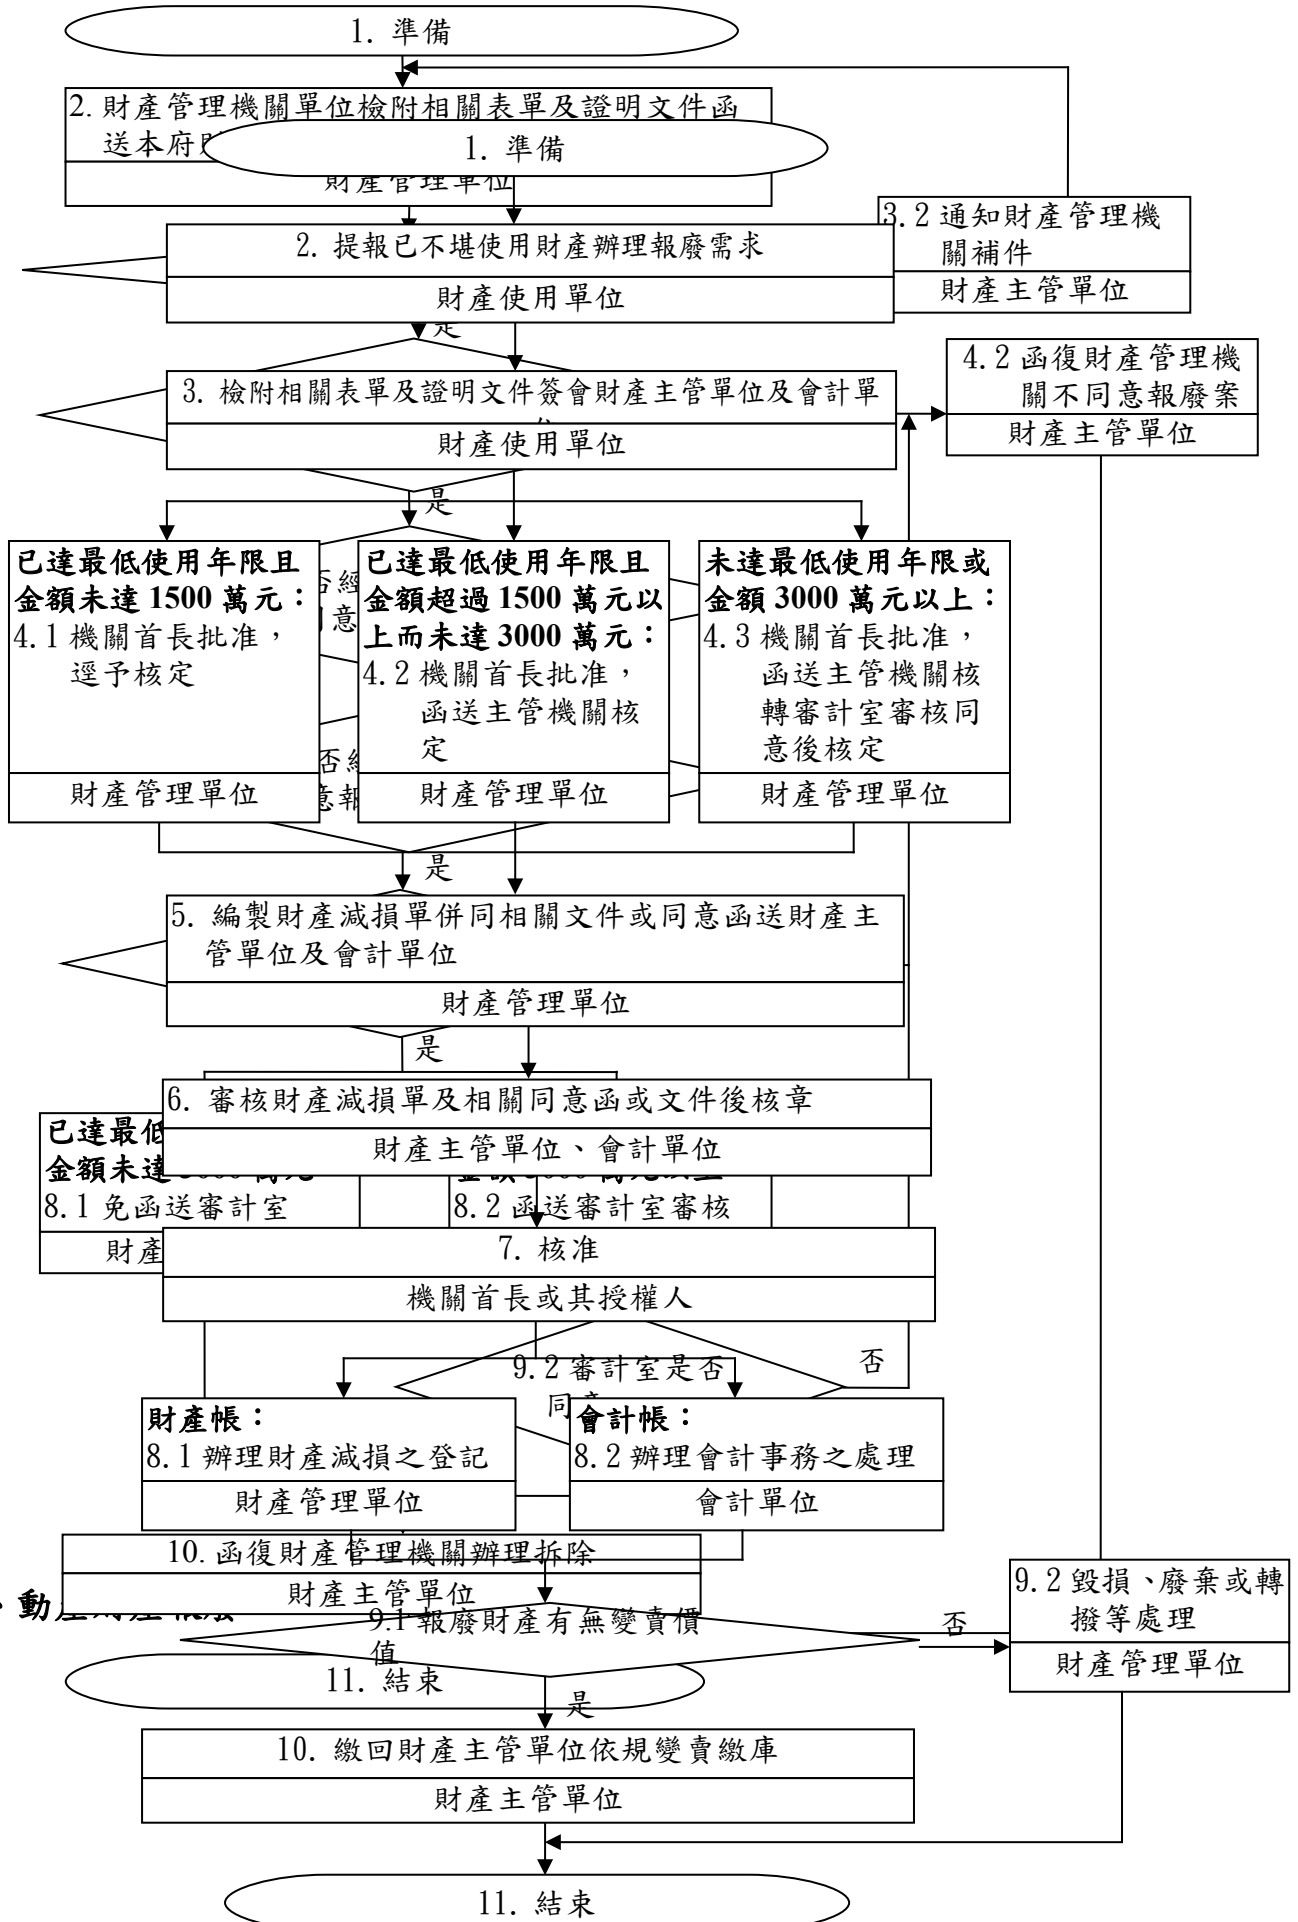 1. 準備
2. 財產管理機關單位檢附相關表單及證明文件函
送本府
1. 準備
財產管理單位
3.2 通知財產管理機
關補件
財產主管單位
2. 提報已不堪使用財產辦理報廢需求
財產使用單位
是
4.2 函復財產管理機
關不同意報廢案
財產主管單位
3. 檢附相關表單及證明文件簽會財產主管單位及會計單
財產使用單位
是
已達最低使用年限且
金額未達 1500 萬元：
4.1 機關首長批准，
逕予核定
財產管理單位
否經
意
否經
意報
已達最低使用年限且
金額超過 1500 萬元以
上而未達 3000 萬元：
4.2 機關首長批准，
函送主管機關核
定
財產管理單位
未達最低使用年限或
金額 3000 萬元以上：
4.3 機關首長批准，
函送主管機關核
轉審計室審核同
意後核定
財產管理單位
是
5. 編製財產減損單併同相關文件或同意函送財產主
管單位及會計單位
財產管理單位
是
6. 審核財產減損單及相關同意函或文件後核章
財產主管單位、會計單位
已達最低
金額未達
8.1 免函送審計室
財產
8.2 函送審計室審核
7. 核准
機關首長或其授權人
9.2 審計室是否
同
否
財產帳：
8.1 辦理財產減損之登記
財產管理單位
會計帳：
8.2 辦理會計事務之處理
會計單位
10. 函復財產管理機關辦理拆除
財產主管單位
、動產財產報廢
9.1 報廢財產有無變賣價
值
否
9.2 毀損、廢棄或轉
撥等處理
財產管理單位
11. 結束
是
10. 繳回財產主管單位依規變賣繳庫
財產主管單位
11. 結束